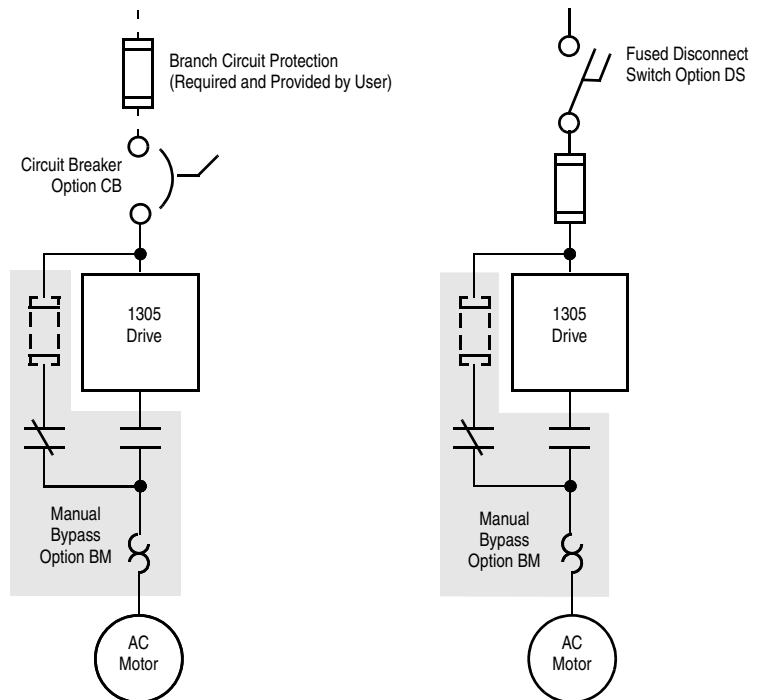 Branch Circuit Protection
(Required and Provided by User)
Circuit Breaker
Option CB
1305
Drive
Manual
Bypass
Option BM
AC
Motor
Fused Disconnect
Switch Option DS
1305
Drive
Manual
Bypass
Option BM
AC
Motor